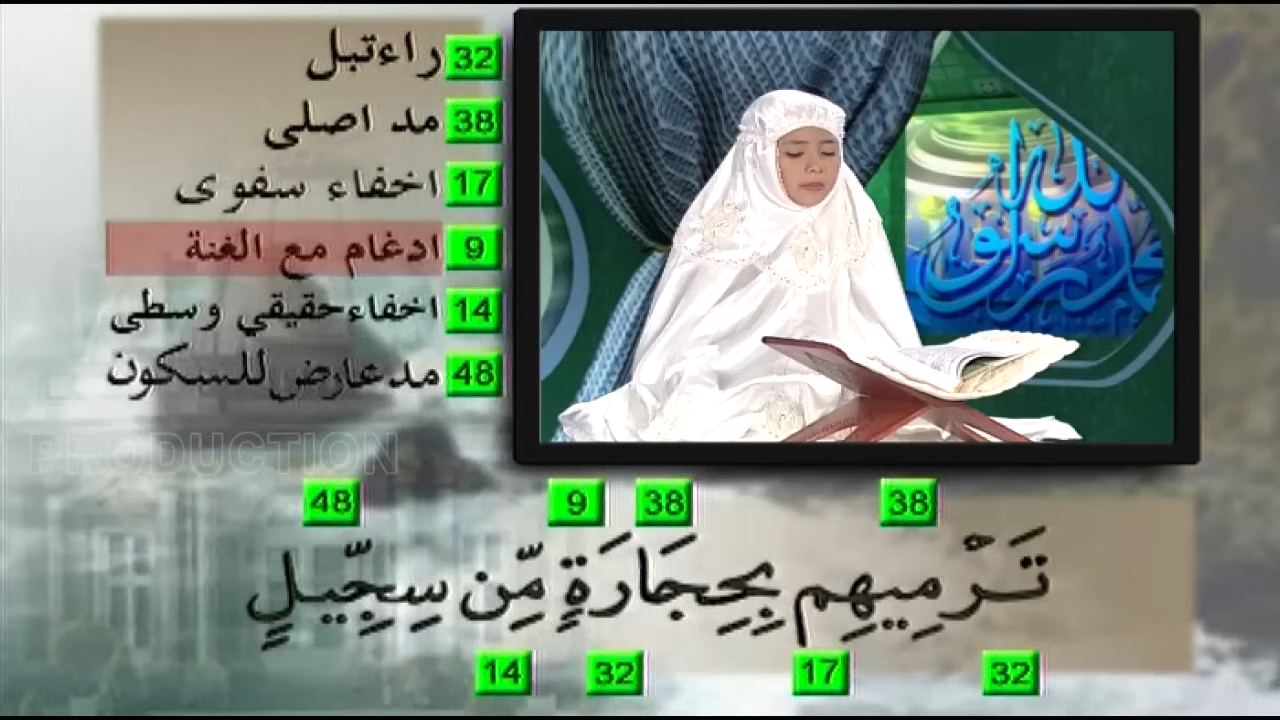 راءتبل 32
مد اصلى 38
اخفاء سفوى 17
ادغام مع الغنة 9
اخفاءحقيقي وسطى 14
مدعارض للسكون 48
PRODUCTION
48 9 38 38
تَرْمِيهِم بِحِجَارَةٍ مِّن سِجِّيلٍ
14 32 17 32